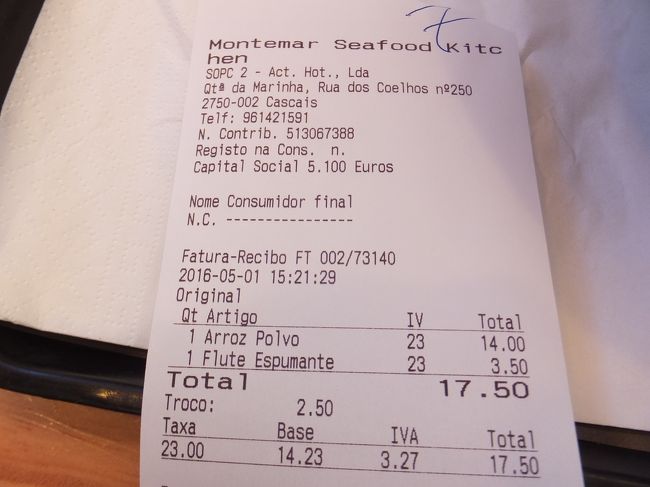 Montemar Seafood Kitc
hen
SOPC 2 - Act. Hot., Lda
Qtª da Marinha, Rua dos Coelhos nº250
2750-002 Cascais
Telf: 961421591
N. Contrib. 513067388
Registo na Cons.  n.
Capital Social 5.100 Euros
Nome Consumidor final
N.C. ----------------
Fatura-Recibo FT 002/73140
2016-05-01 15:21:29
Original
Qt Artigo IV Total
1 Arroz Polvo 23 14.00
1 Flute Espumante 23 3.50
Total 17.50
Troco: 2.50
Taxa Base IVA Total
23.00 14.23 3.27 17.50